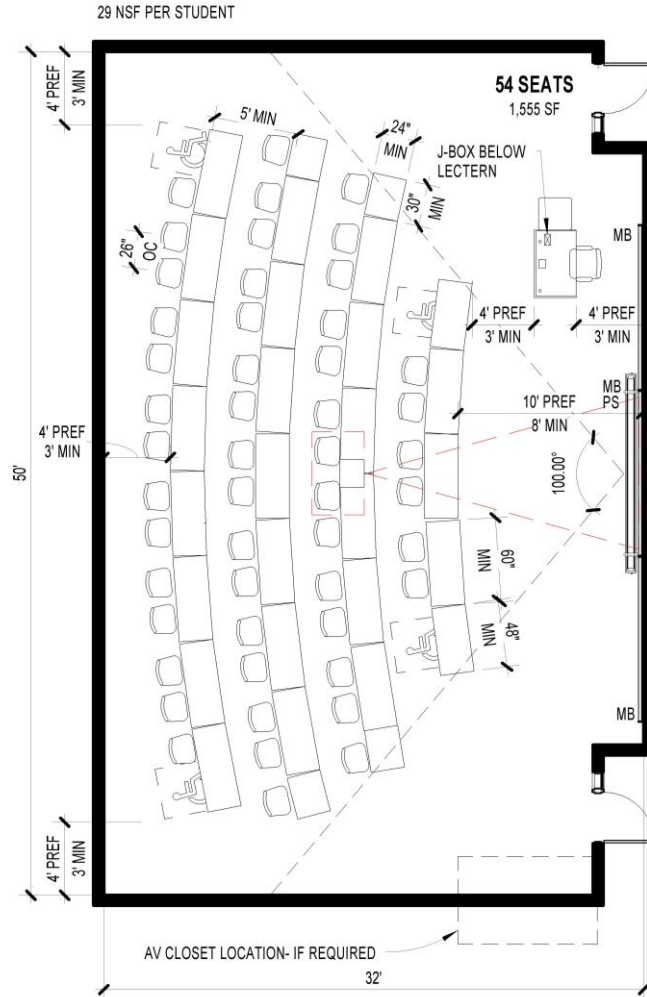 29 NSF PER STUDENT
4' PREF
3' MIN
54 SEATS
1,555 SF
5' MIN
24"
MIN
J-BOX BELOW
LECTERN
30"
MIN
26"
OC
MB
4' PREF
3' MIN
4' PREF
3' MIN
MB
PS
10' PREF
8' MIN
4' PREF
3' MIN
50'
100.00°
60"
MIN
48"
MIN
MB
4' PREF
3' MIN
AV CLOSET LOCATION- IF REQUIRED
32'